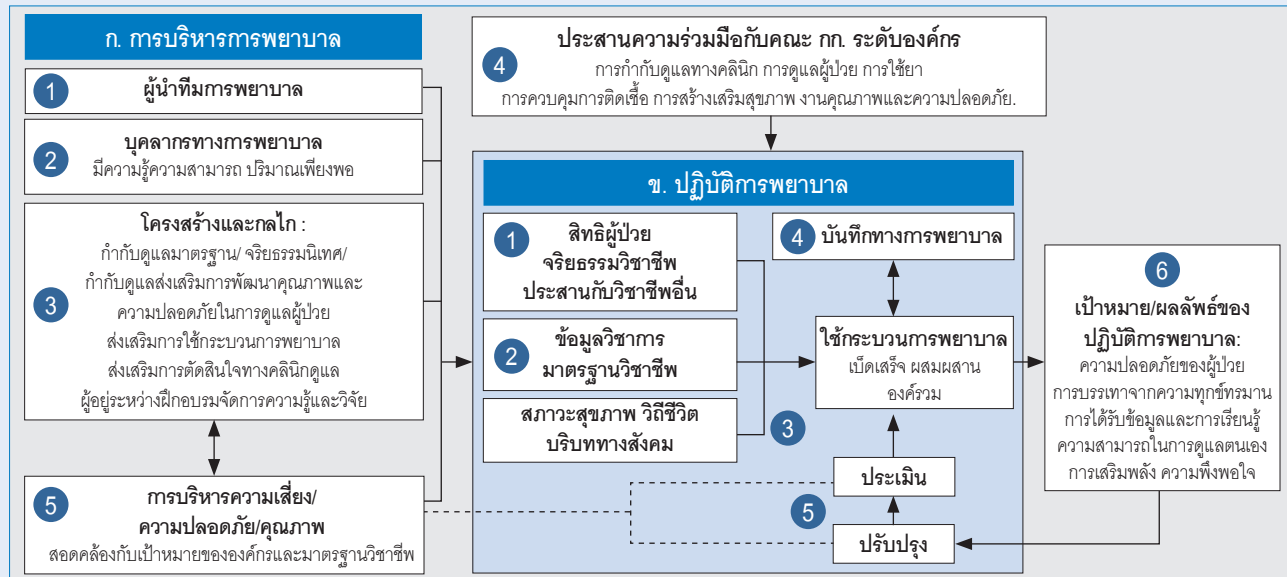 ก. การบริหารการพยาบาล
1
ผู้นำทีมการพยาบาล
2
บุคลากรทางการพยาบาล
มีความรู้ความสามารถ ปริมาณเพียงพอ
3
โครงสร้างและกลไก :
กำกับดูแลมาตรฐาน/ จริยธรรมนิเทศ/
กำกับดูแลส่งเสริมการพัฒนาคุณภาพและ
ความปลอดภัยในการดูแลผู้ป่วย
ส่งเสริมการใช้กระบวนการพยาบาล
ส่งเสริมการตัดสินใจทางคลินิกดูแล
ผู้อยู่ระหว่างฝึกอบรมจัดการความรู้และวิจัย
5
การบริหารความเสี่ยง/
ความปลอดภัย/คุณภาพ
สอดคล้องกับเป้าหมายขององค์กรและมาตรฐานวิชาชีพ
4
ประสานความร่วมมือกับคณะ กก. ระดับองค์กร
การกำกับดูแลทางคลินิก การดูแลผู้ป่วย การใช้ยา
การควบคุมการติดเชื้อ การสร้างเสริมสุขภาพ งานคุณภาพและความปลอดภัย.
ข. ปฏิบัติการพยาบาล
1
สิทธิผู้ป่วย
จริยธรรมวิชาชีพ
ประสานกับวิชาชีพอื่น
2
ข้อมูลวิชาการ
มาตรฐานวิชาชีพ
สภาวะสุขภาพ วิถีชีวิต
บริบททางสังคม
3
4
บันทึกทางการพยาบาล
ใช้กระบวนการพยาบาล
เบ็ดเสร็จ ผสมผสาน
องค์รวม
ประเมิน
5
ปรับปรุง
6
เป้าหมาย/ผลลัพธ์ของ
ปฏิบัติการพยาบาล:
ความปลอดภัยของผู้ป่วย
การบรรเทาจากความทุกข์ทรมาน
การได้รับข้อมูลและการเรียนรู้
ความสามารถในการดูแลตนเอง
การเสริมพลัง ความพึงพอใจ